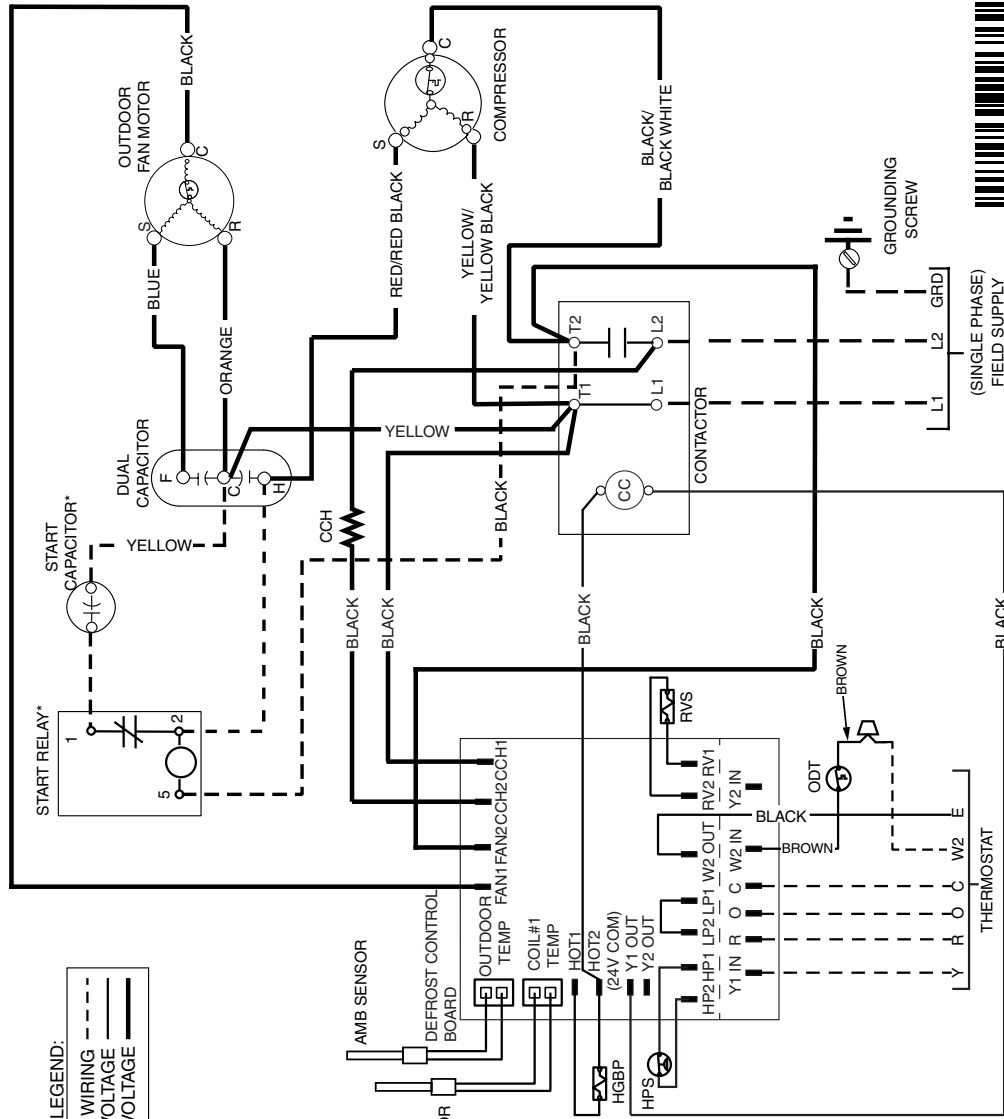 OUTDOOR
FAN MOTOR
BLACK
C
S
R
BLUE
ORANGE
COMPRESSOR
C
S
R
RED/RED BLACK
YELLOW/
YELLOW BLACK
BLACK/
BLACK WHITE
DUAL
CAPACITOR
F
C
H
START
CAPACITOR*
YELLOW
START RELAY*
1
2
5
YELLOW
CCH
BLACK
BLACK
BLACK
T1
T2
L1
L2
CC
CONTACTOR
GROUNDING
SCREW
L1
L2
GRD
(SINGLE PHASE)
FIELD SUPPLY
BLACK
BLACK
BLACK
LEGEND:
WIRING
VOLTAGE
VOLTAGE
AMB SENSOR
OR
DEFROST CONTROL
BOARD
OUTDOOR
TEMP
COIL#1
TEMP
FAN1 FAN2 CCH2 CCH1
HOT1
HOT2
(24V COM)
Y1 OUT
Y2 OUT
HGBP
HPS
HP2 HP1 LP2 LP1 W2 OUT RV2 RV1
Y1 IN R O C W2 IN Y2 IN
RVS
BLACK
BROWN
ODT
BROWN
Y R O C W2 E
THERMOSTAT